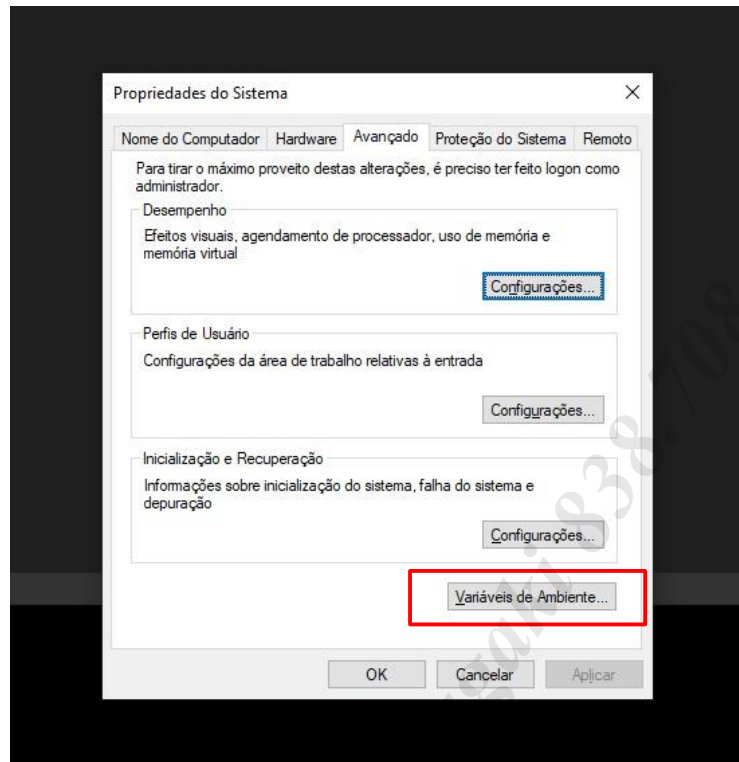 Propriedades do Sistema
Nome do Computador Hardware Avançado Proteção do Sistema Remoto
Para tirar o máximo proveito destas alterações, é preciso ter feito logon como
administrador.
Desempenho
Efeitos visuais, agendamento de processador, uso de memória e
memória virtual
Configurações...
Perfis de Usuário
Configurações da área de trabalho relativas à entrada
Configurações...
Inicialização e Recuperação
Informações sobre inicialização do sistema, falha do sistema e
depuração
Configurações...
Variáveis de Ambiente...
OK Cancelar Aplicar
838.708